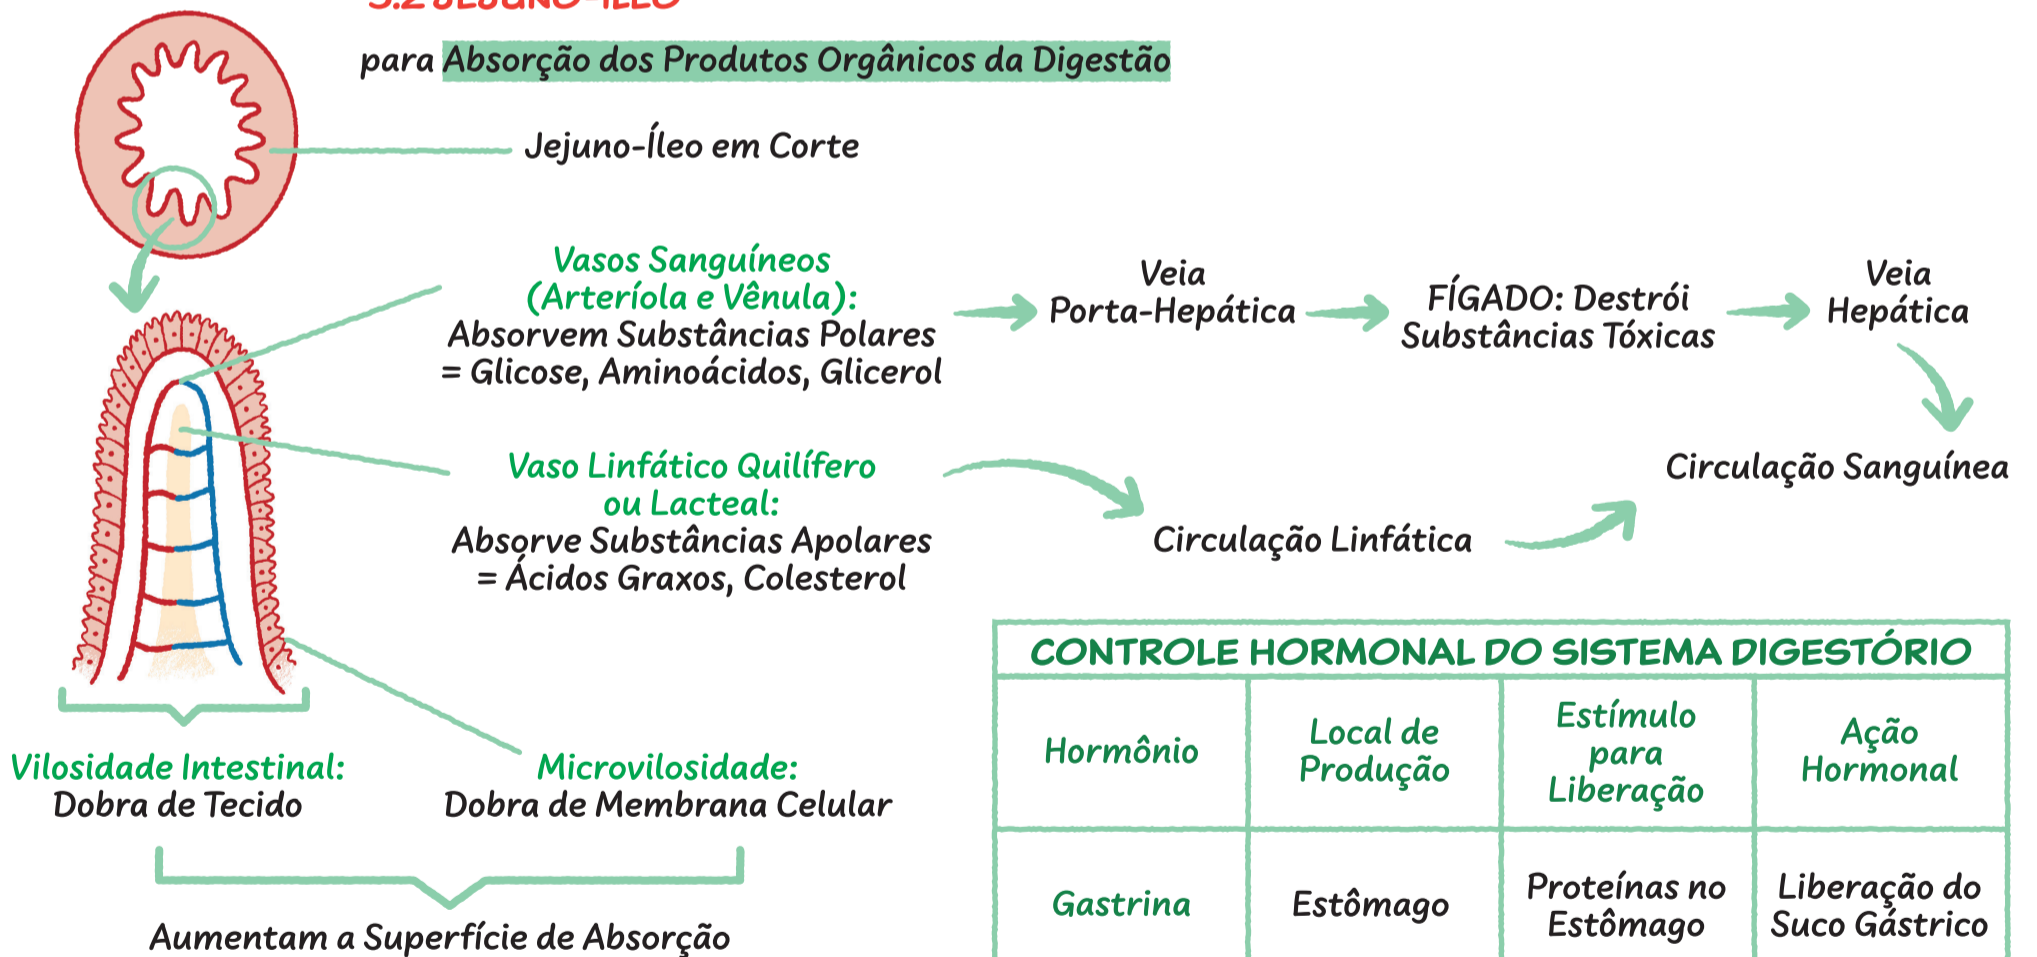 5.2 JEJUNO-ÍLEO
para Absorção dos Produtos Orgânicos da Digestão
Jejuno-Íleo em Corte
Vasos Sanguíneos
(Arteríola e Vênula):
Absorvem Substâncias Polares
= Glicose, Aminoácidos, Glicerol
Veia
Porta-Hepática
FÍGADO: Destrói
Substâncias Tóxicas
Veia
Hepática
Circulação Sanguínea
Vaso Linfático Quilífero
ou Lacteal:
Absorve Substâncias Apolares
= Ácidos Graxos, Colesterol
Circulação Linfática
Vilosidade Intestinal:
Dobra de Tecido
Microvilosidade:
Dobra de Membrana Celular
Aumentam a Superfície de Absorção
CONTROLE HORMONAL DO SISTEMA DIGESTÓRIO
Hormônio
Local de
Produção
Estímulo
para
Liberação
Ação
Hormonal
Gastrina
Estômago
Proteínas no
Estômago
Liberação do
Suco Gástrico